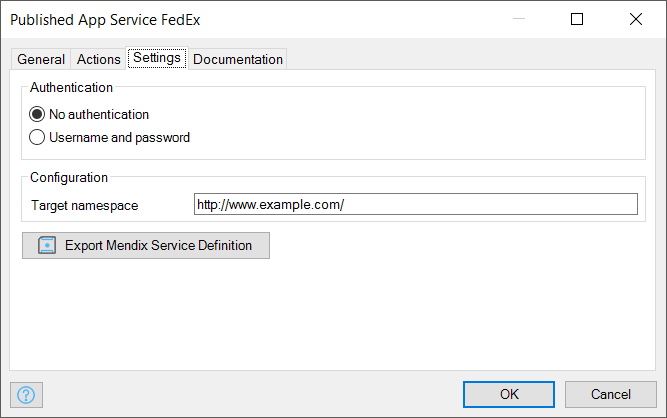 Published App Service FedEx
General Actions Settings Documentation
Authentication
No authentication
Username and password
Configuration
Target namespace http://www.example.com/
Export Mendix Service Definition
?
OK Cancel